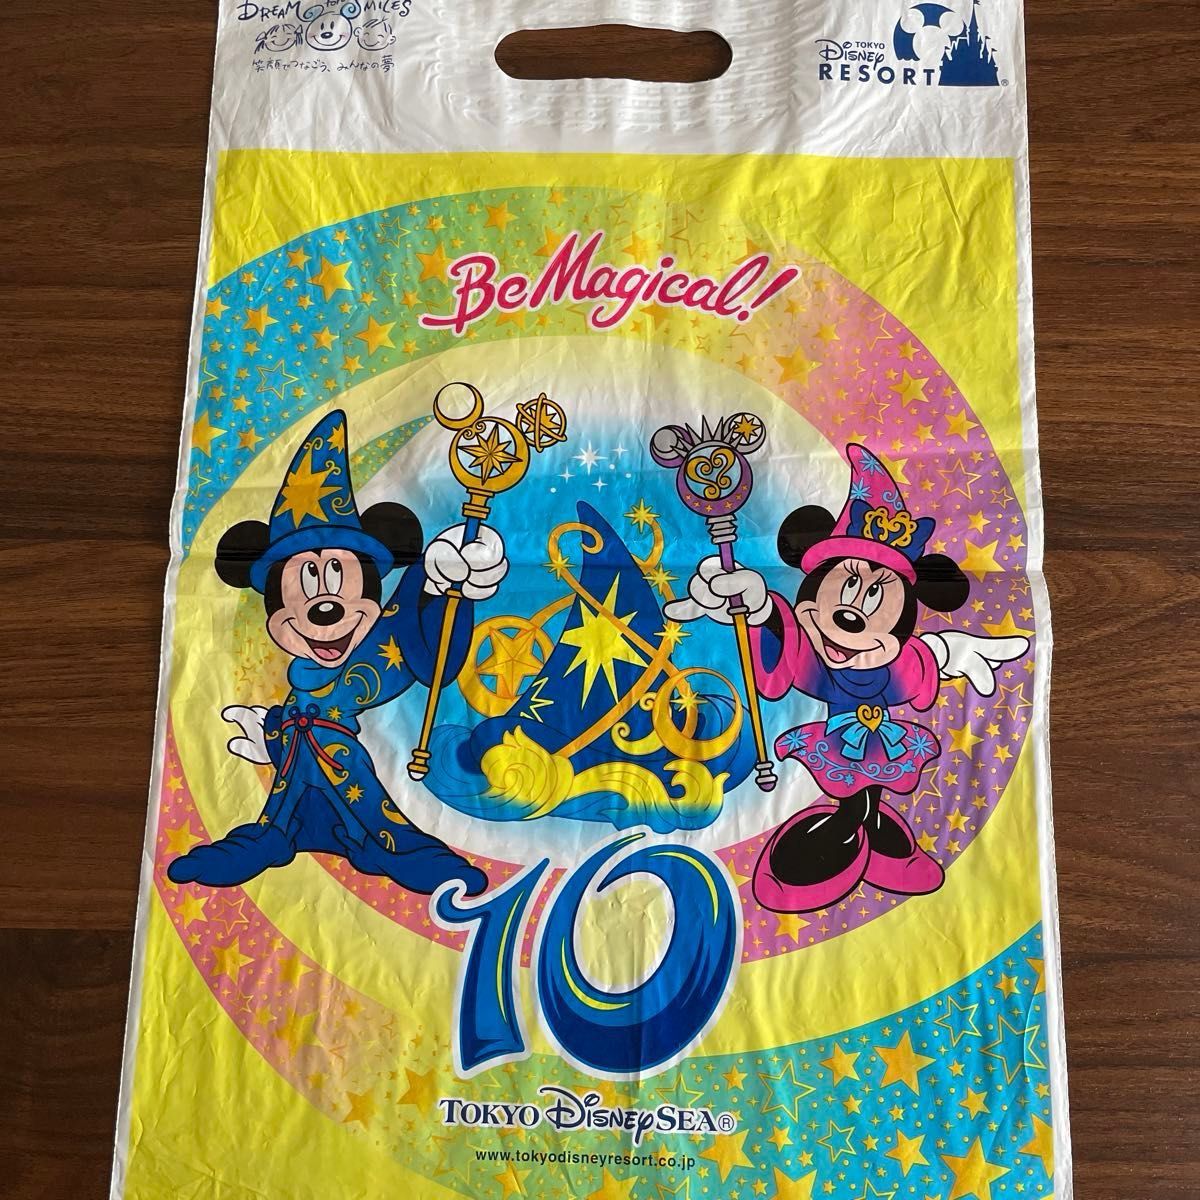 DREAM for SMILES
笑顔でつなごう、みんなの夢
TOKYO
Disney
RESORT®
Be Magical!
10
TOKYO DISNEYSEA®
www.tokyodisneyresort.co.jp